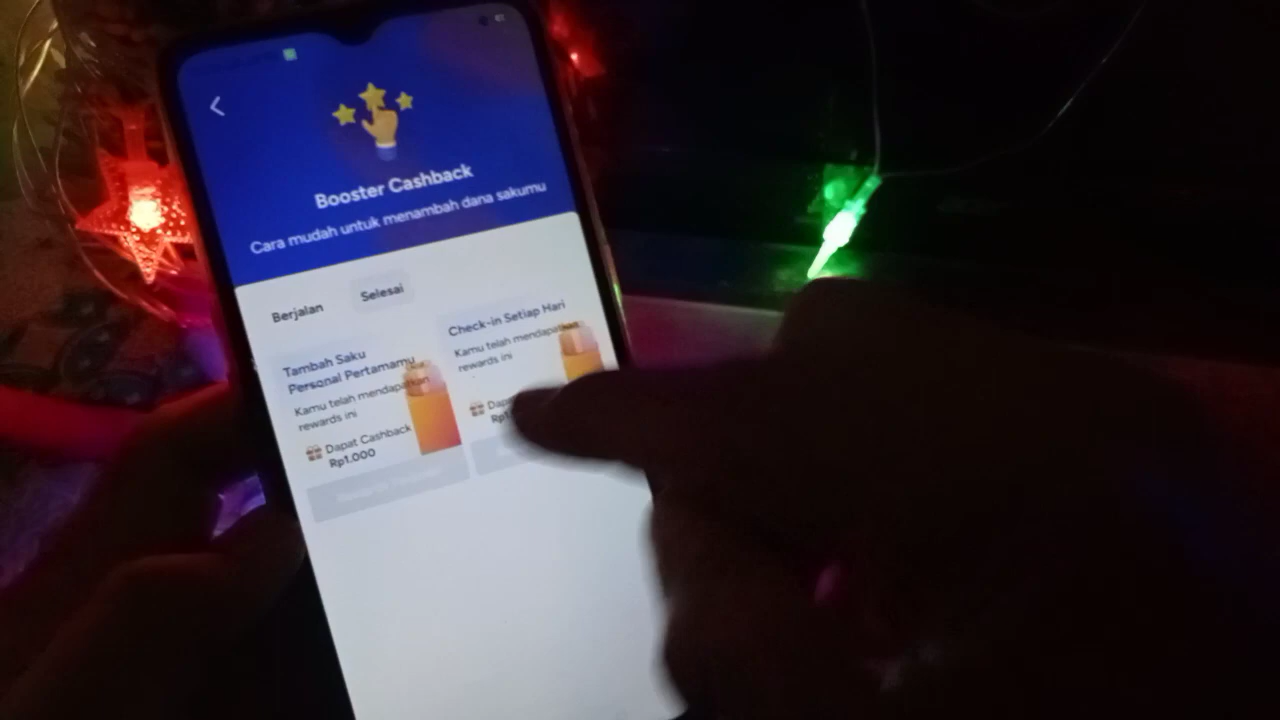 Booster Cashback
Cara mudah untuk menambah dana sakumu
Berjalan
Selesai
Tambah Saku
Personal Pertamamu
Kamu telah mendapatkan
rewards ini
Dapat Cashback
Rp1.000
Check-in Setiap Hari
Kamu telah mendapatkan
rewards ini